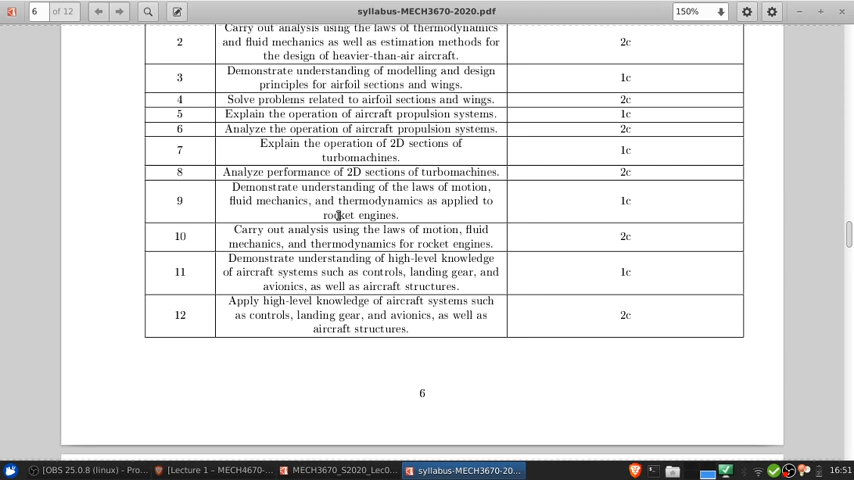 syllabus-MECH3670-2020.pdf
6 of 12
150%
Carry out analysis using the laws of thermodynamics
2 and fluid mechanics as well as estimation methods for 2c
the design of heavier-than-air aircraft.
3 Demonstrate understanding of modelling and design 1c
principles for airfoil sections and wings.
4 Solve problems related to airfoil sections and wings. 2c
5 Explain the operation of aircraft propulsion systems. 1c
6 Analyze the operation of aircraft propulsion systems. 2c
7 Explain the operation of 2D sections of 1c
turbomachines.
8 Analyze performance of 2D sections of turbomachines. 2c
Demonstrate understanding of the laws of motion,
9 fluid mechanics, and thermodynamics as applied to 1c
rocket engines.
10 Carry out analysis using the laws of motion, fluid 2c
mechanics, and thermodynamics for rocket engines.
Demonstrate understanding of high-level knowledge
11 of aircraft systems such as controls, landing gear, and 1c
avionics, as well as aircraft structures.
Apply high-level knowledge of aircraft systems such
12 as controls, landing gear, and avionics, as well as 2c
aircraft structures.
6
[OBS 25.0.8 (linux) - Pro... [Lecture 1 – MECH4670-... MECH3670_S2020_Lec0... syllabus-MECH3670-20... 16:51